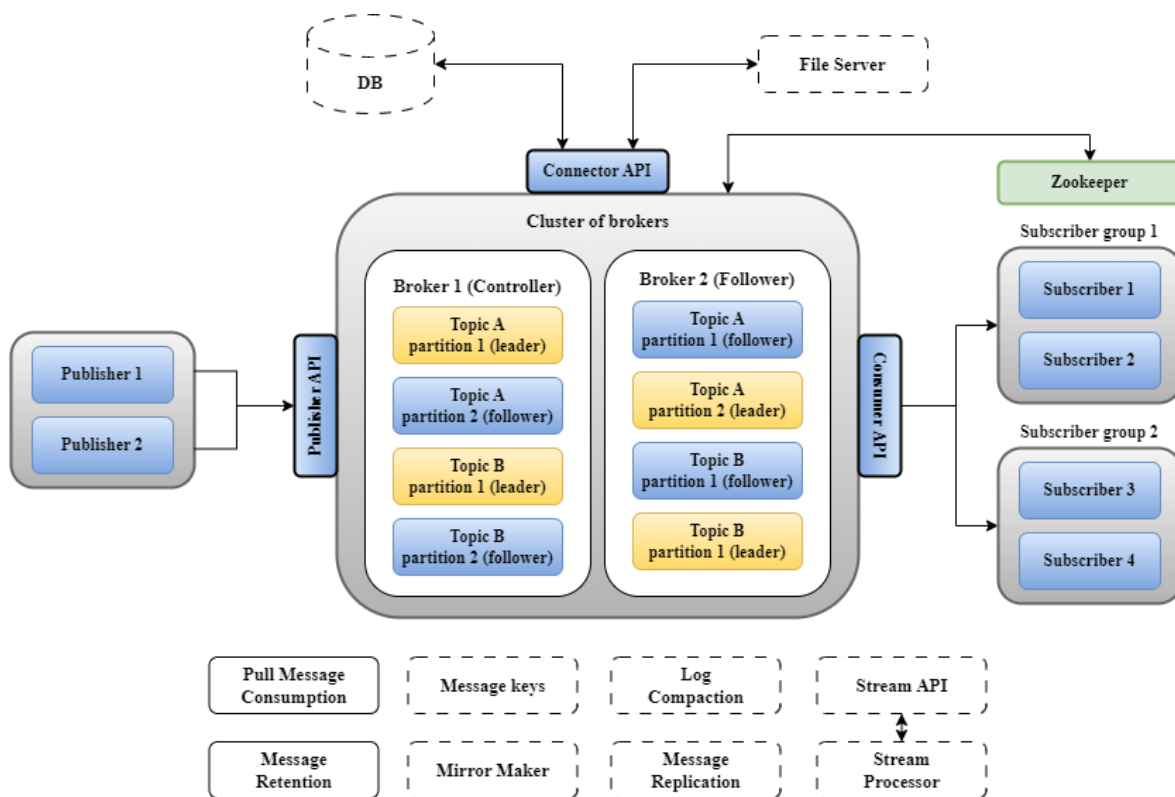 DB
File Server
Connector API
Zookeeper
Cluster of brokers
Broker 1 (Controller)
Topic A
partition 1 (leader)
Topic A
partition 2 (follower)
Topic B
partition 1 (leader)
Topic B
partition 2 (follower)
Broker 2 (Follower)
Topic A
partition 1 (follower)
Topic A
partition 2 (leader)
Topic B
partition 1 (follower)
Topic B
partition 1 (leader)
Publisher 1
Publisher 2
Publisher API
Consumer API
Subscriber group 1
Subscriber 1
Subscriber 2
Subscriber group 2
Subscriber 3
Subscriber 4
Pull Message
Consumption
Message keys
Log
Compaction
Stream API
Message
Retention
Mirror Maker
Message
Replication
Stream
Processor